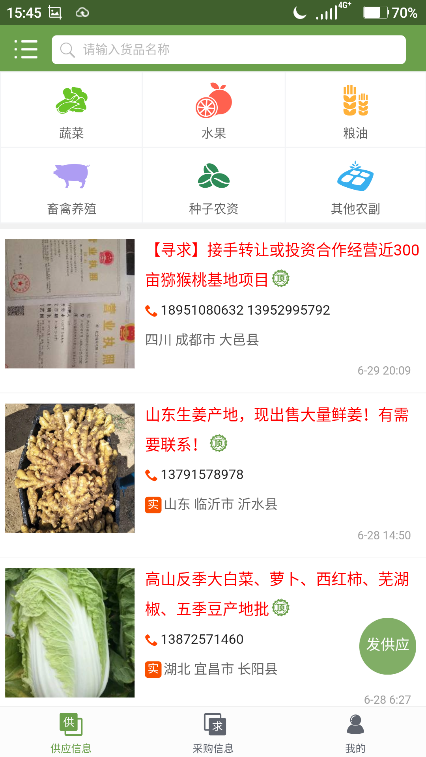 15:45 4G+ 70%
请输入货品名称
蔬菜 水果 粮油
畜禽养殖 种子农资 其他农副
【寻求】接手转让或投资合作经营近300
亩猕猴桃基地项目 顶
18951080632 13952995792
四川 成都市 大邑县
6-29 20:09
营业执照
营业执照
山东生姜产地，现出售大量鲜姜！有需
要联系！ 顶
13791578978
实 山东 临沂市 沂水县
6-28 14:50
高山反季大白菜、萝卜、西红柿、芜湖
椒、五季豆产地批 顶
13872571460
实 湖北 宜昌市 长阳县
发供应
6-28 6:27
供 求
供应信息 采购信息 我的